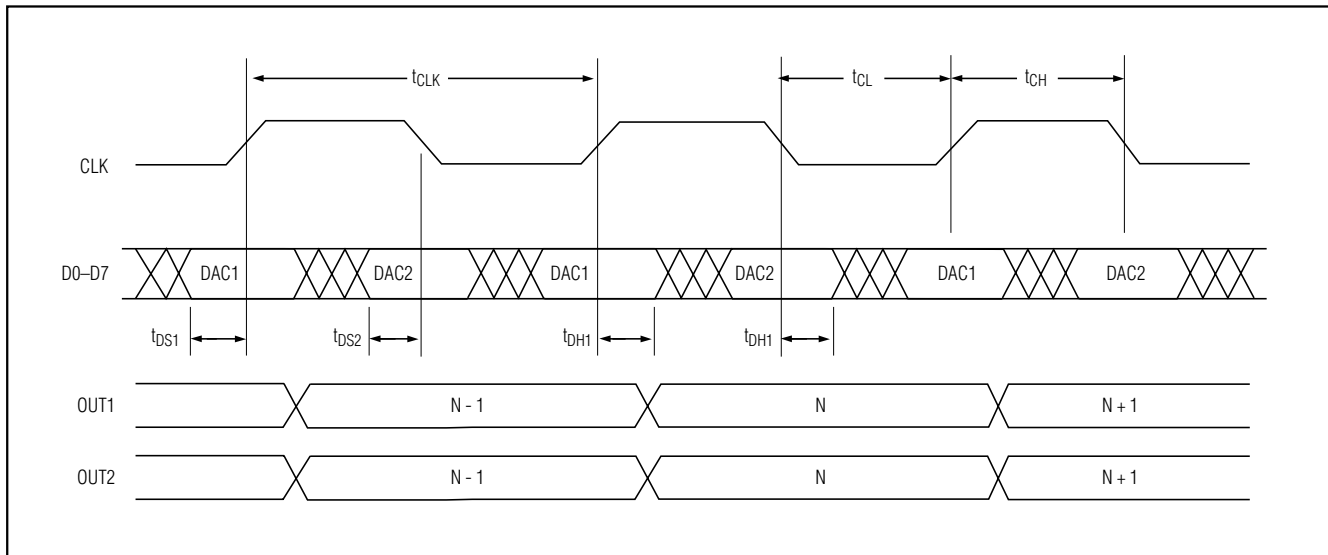 tCLK
tCL
tCH
CLK
D0–D7
DAC1
DAC2
DAC1
DAC2
DAC1
DAC2
tDS1
tDS2
tDH1
tDH1
OUT1
N - 1
N
N + 1
OUT2
N - 1
N
N + 1